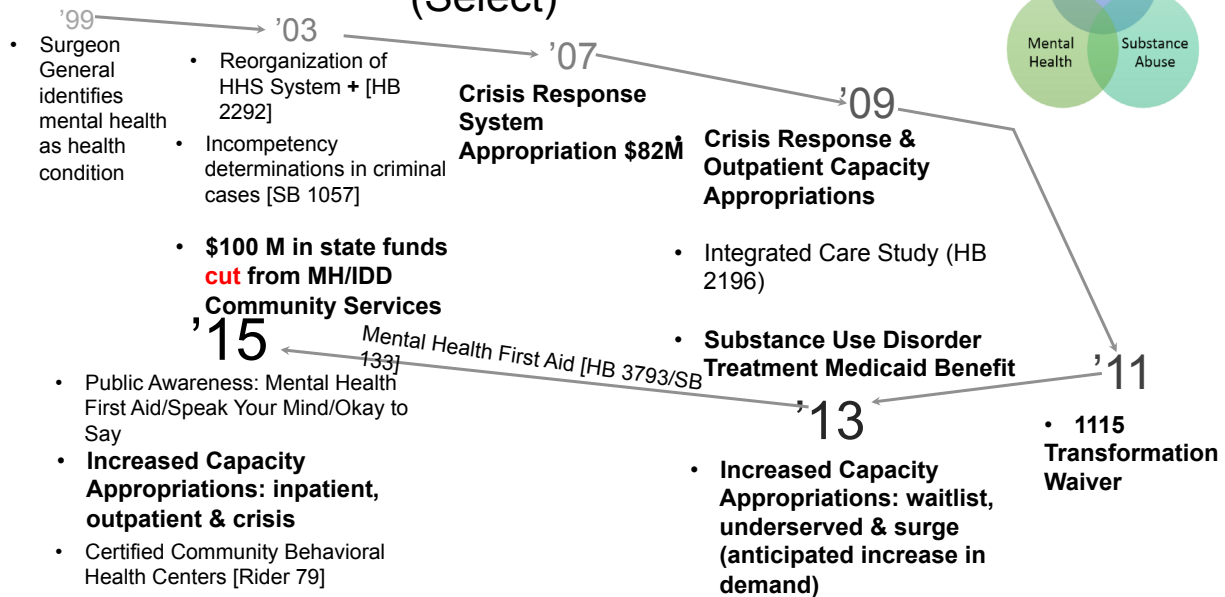 (Select)
Mental
Health
Substance
Abuse
’99
• Surgeon
General
identifies
mental health
as health
condition
’03
• Reorganization of
HHS System + [HB
2292]
• Incompetency
determinations in criminal
cases [SB 1057]
• $100 M in state funds
cut from MH/IDD
Community Services
’07
Crisis Response
System
Appropriation $82M
’09
• Crisis Response &
Outpatient Capacity
Appropriations
• Integrated Care Study (HB
2196)
• Substance Use Disorder
Treatment Medicaid Benefit
’11
• 1115
Transformation
Waiver
’13
• Increased Capacity
Appropriations: waitlist,
underserved & surge
(anticipated increase in
demand)
Mental Health First Aid [HB 3793/SB
133]
’15
• Public Awareness: Mental Health
First Aid/Speak Your Mind/Okay to
Say
• Increased Capacity
Appropriations: inpatient,
outpatient & crisis
• Certified Community Behavioral
Health Centers [Rider 79]